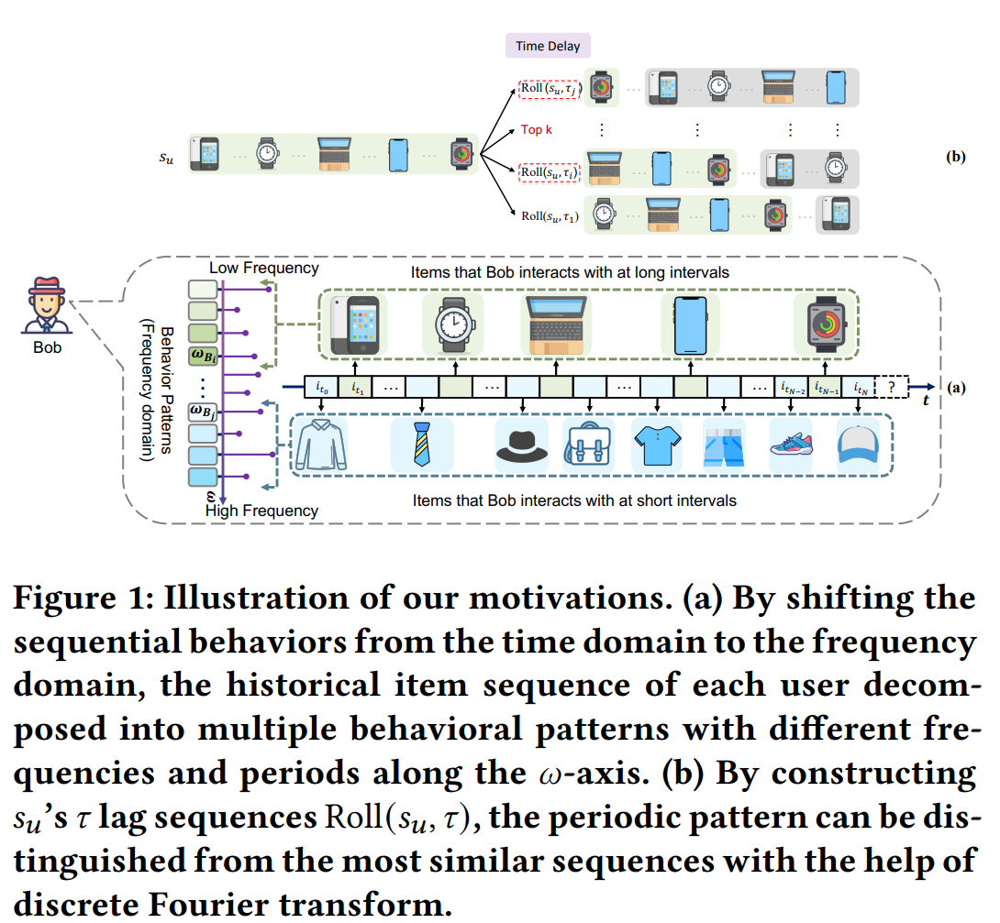 Time Delay
Roll(s_u, τ_j)
Top k
s_u
Roll(s_u, τ_i)
(b)
Roll(s_u, τ_1)
Low Frequency
Items that Bob interacts with at long intervals
Bob
Behavior Patterns
(Frequency domain)
ω_{B_i}
⋮
ω_{B_j}
i_{t_0} i_{t_1} ... ... ... ... i_{t_{N-2}} i_{t_{N-1}} i_{t_N} ?
t
(a)
ε
High Frequency
Items that Bob interacts with at short intervals
Figure 1: Illustration of our motivations. (a) By shifting the
sequential behaviors from the time domain to the frequency
domain, the historical item sequence of each user decom-
posed into multiple behavioral patterns with different fre-
quencies and periods along the ω-axis. (b) By constructing
s_u's τ lag sequences Roll(s_u, τ), the periodic pattern can be dis-
tinguished from the most similar sequences with the help of
discrete Fourier transform.